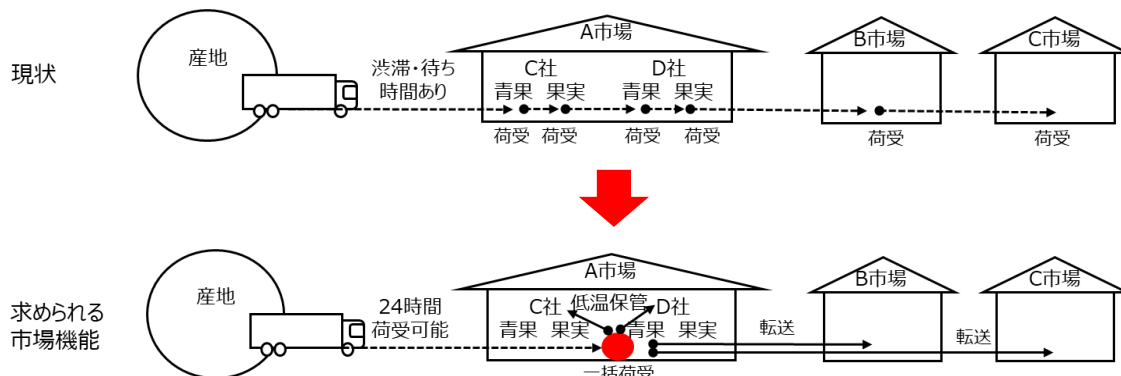 現状
産地
渋滞・待ち
時間あり
A市場
C社
D社
青果 果実
青果 果実
荷受 荷受
荷受 荷受
B市場
荷受
C市場
荷受
求められる
市場機能
産地
24時間
荷受可能
A市場
C社
低温保管
D社
青果 果実
青果 果実
一括荷受
転送
B市場
転送
C市場